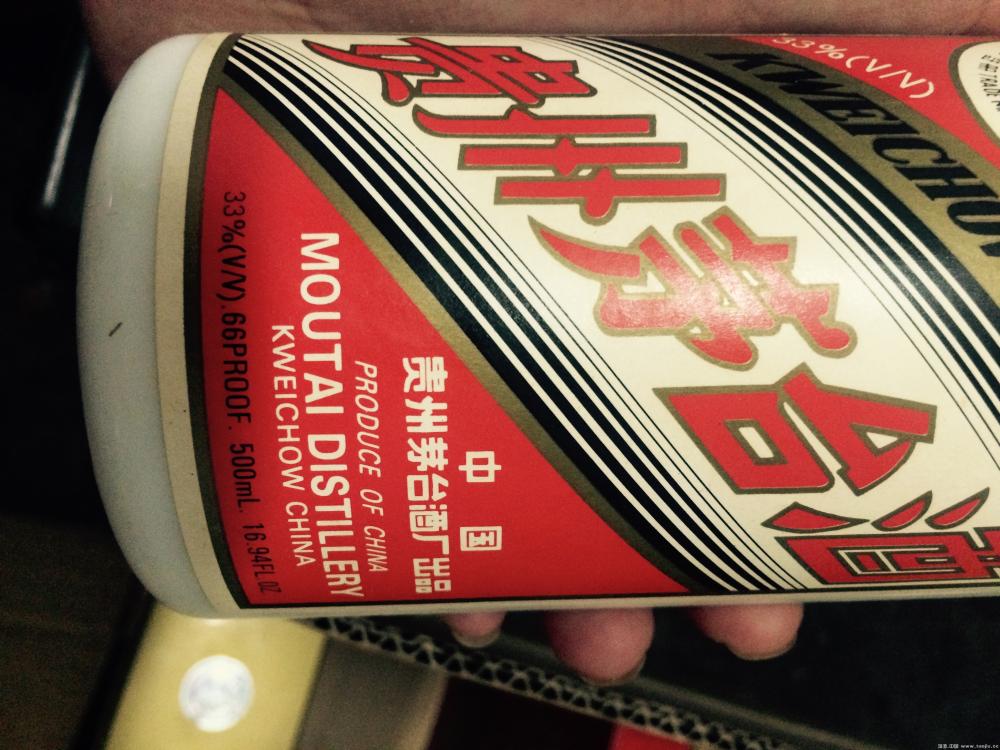 33%(V/V)
KWEICHOW
贵州茅台酒
中国
贵州茅台酒厂出品
PRODUCE OF CHINA
MOUTAI DISTILLERY
KWEICHOW CHINA
33%(V/V). 66PROOF. 500mL. 16.94FL OZ